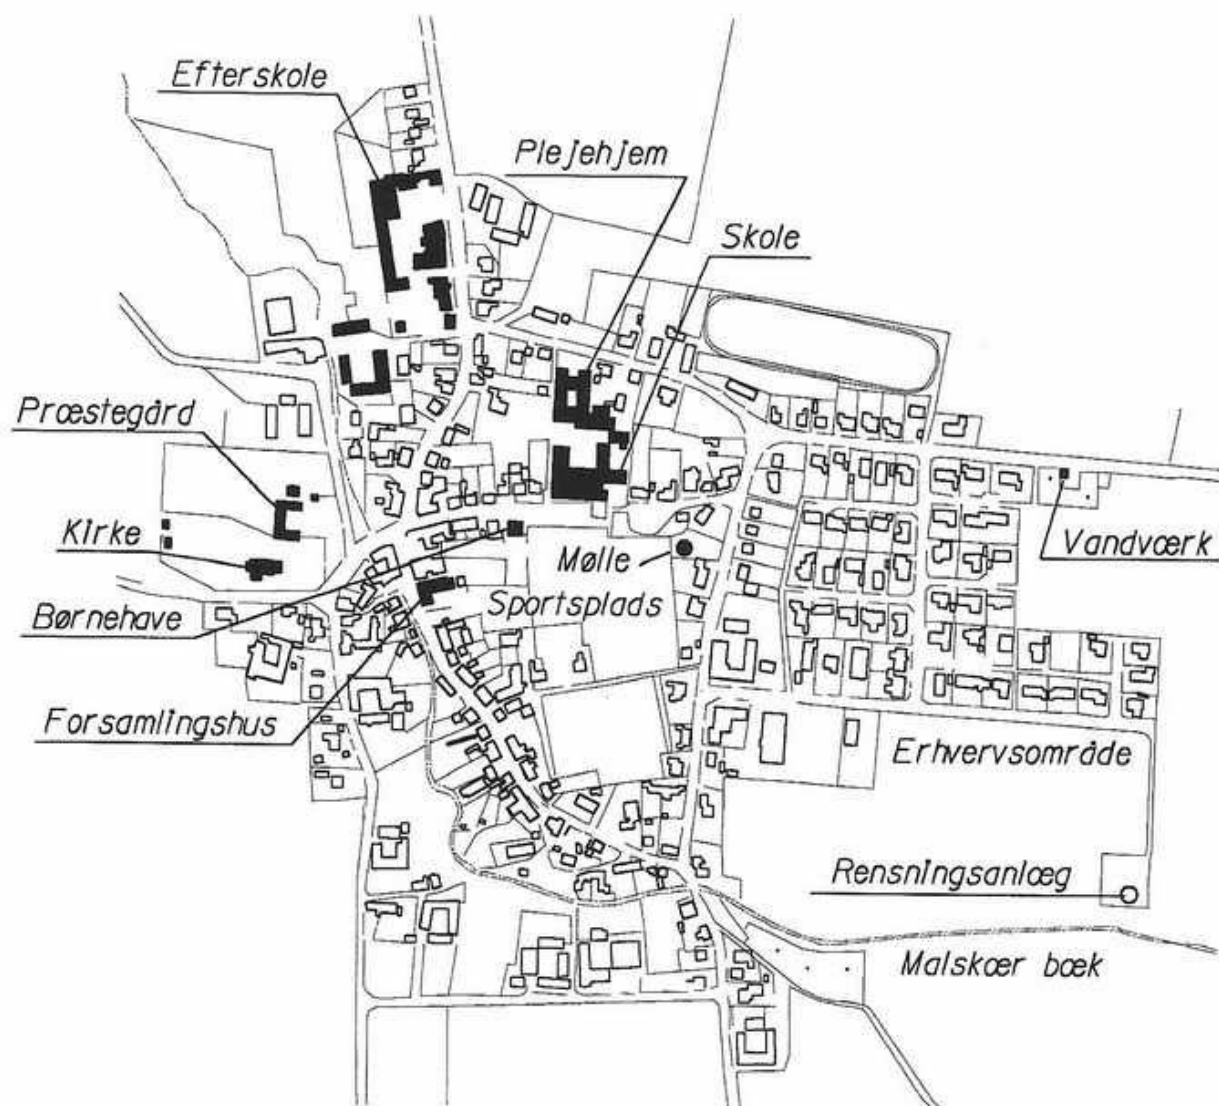 Efterskole
Plejehjem
Skole
Præstegård
Kirke
Mølle
Vandværk
Sportsplads
Børnehave
Forsamlingshus
Erhvervsområde
Rensningsanlæg
Malskær bæk